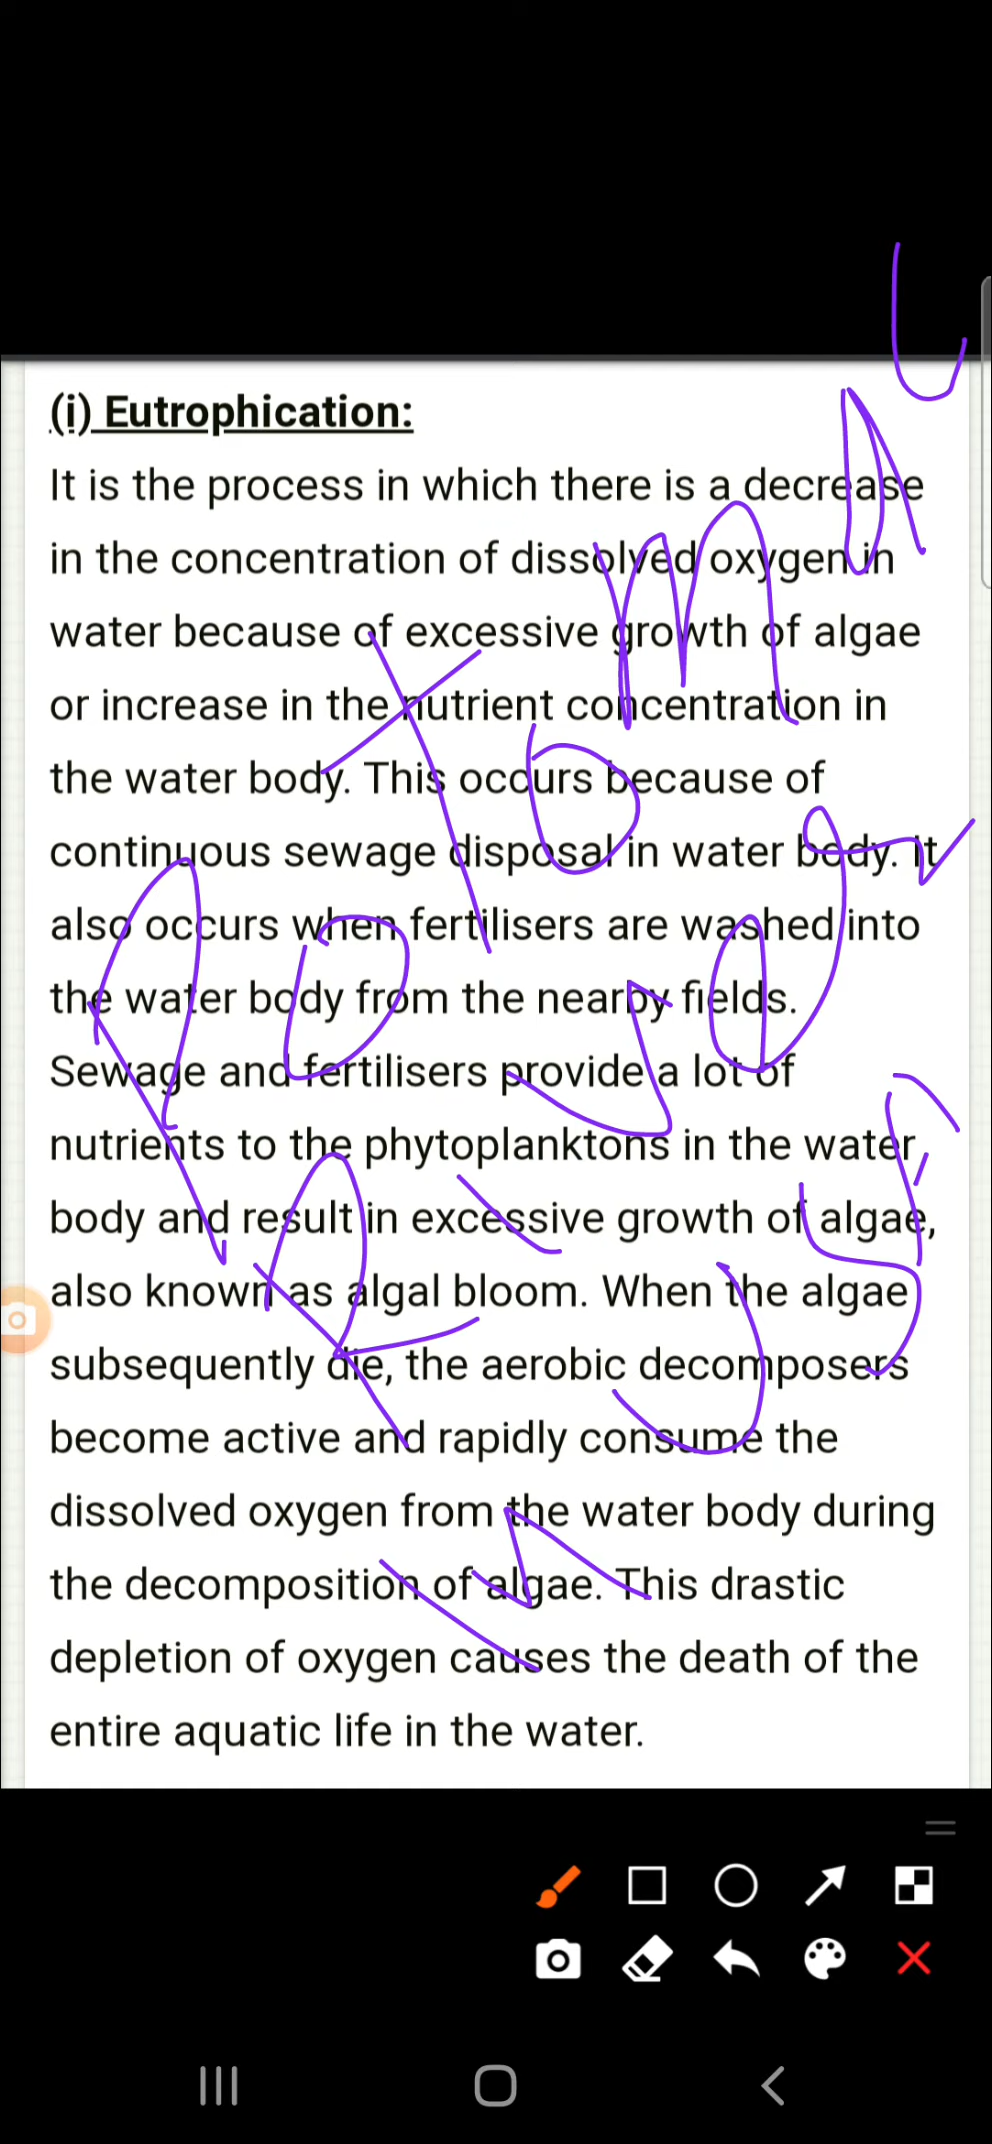 (i) Eutrophication:
It is the process in which there is a decrease
in the concentration of dissolved oxygen in
water because of excessive growth of algae
or increase in the nutrient concentration in
the water body. This occurs because of
continuous sewage disposal in water body. It
also occurs when fertilisers are washed into
the water body from the nearby fields.
Sewage and fertilisers provide a lot of
nutrients to the phytoplanktons in the water
body and result in excessive growth of algae,
also known as algal bloom. When the algae
subsequently die, the aerobic decomposers
become active and rapidly consume the
dissolved oxygen from the water body during
the decomposition of algae. This drastic
depletion of oxygen causes the death of the
entire aquatic life in the water.